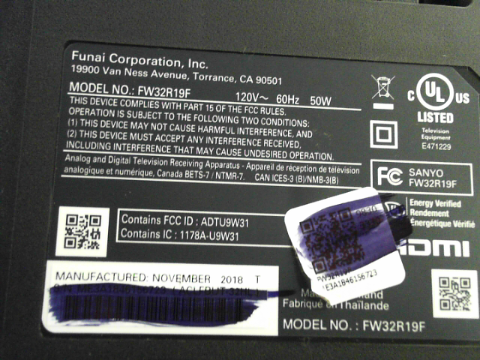 Funai Corporation, Inc.
19900 Van Ness Avenue, Torrance, CA 90501
MODEL NO.: FW32R19F 120V~ 60Hz 50W
THIS DEVICE COMPLIES WITH PART 15 OF THE FCC RULES.
OPERATION IS SUBJECT TO THE FOLLOWING TWO CONDITIONS:
(1) THIS DEVICE MAY NOT CAUSE HARMFUL INTERFERENCE, AND
(2) THIS DEVICE MUST ACCEPT ANY INTERFERENCE RECEIVED,
INCLUDING INTERFERENCE THAT MAY CAUSE UNDESIRED OPERATION.
Analog and Digital Television Receiving Apparatus - Appareil de réception de télévision
analogique et numérique, Canada BETS-7 / NTMR-7. CAN ICES-3 (B)/NMB-3(B)
C UL US
LISTED
Television
Equipment
E471229
FC SANYO
FW32R19F
Energy Verified
Rendement
Énergétique Vérifié
Contains FCC ID : ADTU9W31
Contains IC : 1178A-U9W31
HDMI
MANUFACTURED: NOVEMBER 2018 T
Fabriqué en Thaïlande
MODEL NO. : FW32R19F